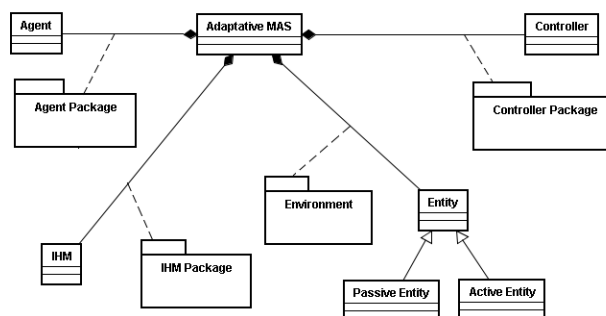 Agent
Adaptative MAS
Controller
Agent Package
Controller Package
Environment
Entity
IHM
IHM Package
Passive Entity
Active Entity